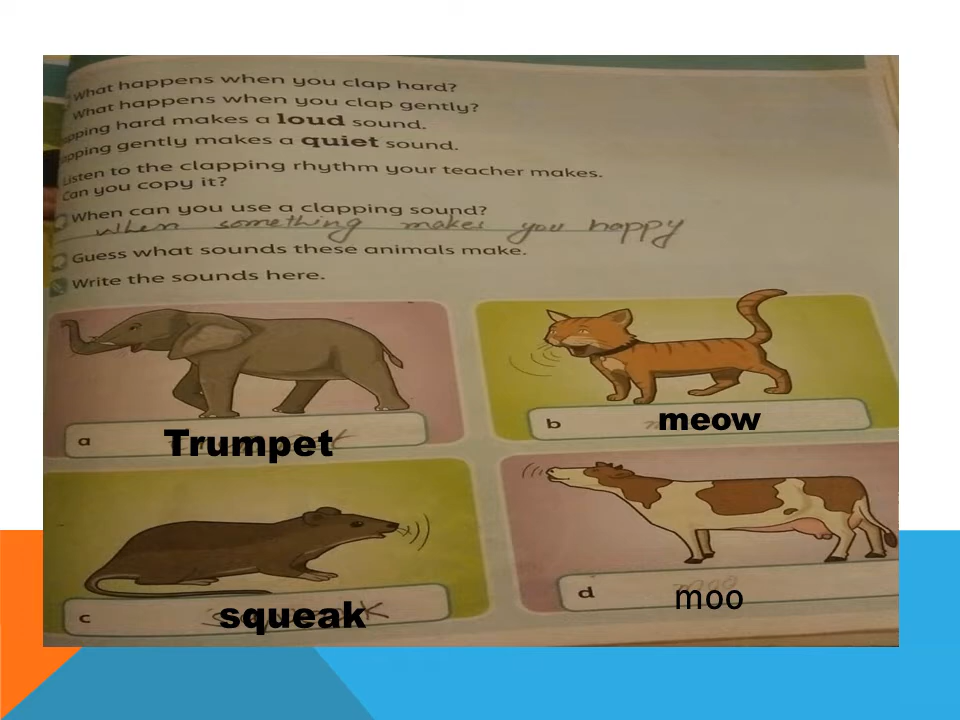 What happens when you clap hard?
What happens when you clap gently?
apping hard makes a loud sound.
apping gently makes a quiet sound.
Listen to the clapping rhythm your teacher makes.
Can you copy it?
When can you use a clapping sound?
when something makes you happy
Guess what sounds these animals make.
Write the sounds here.
a Trumpet
b meow
c squeak
d moo